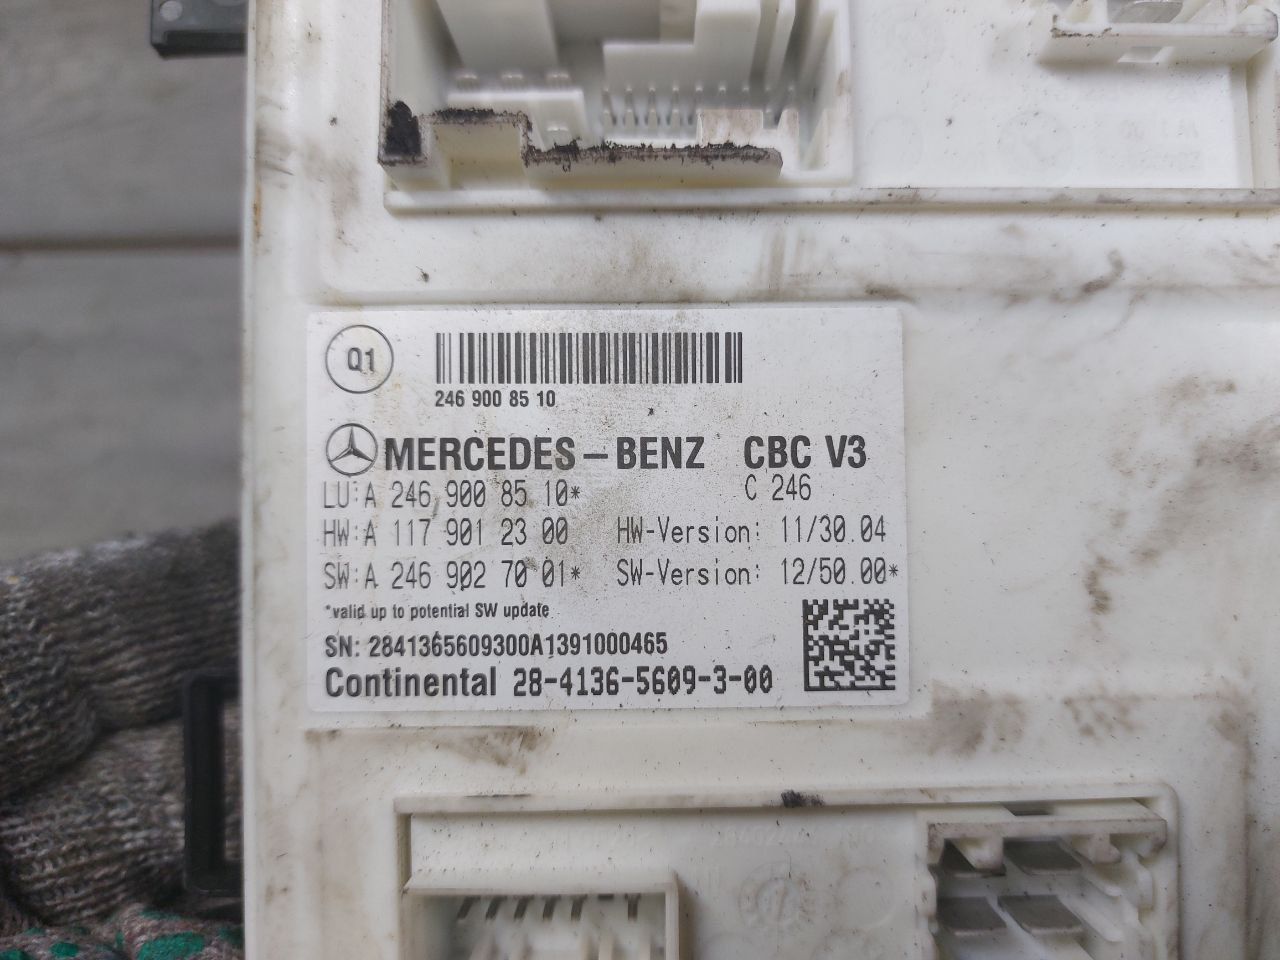 Q1
246 900 85 10
MERCEDES-BENZ CBC V3
LU:A 246 900 85 10* C 246
HW:A 117 901 23 00 HW-Version: 11/30.04
SW:A 246 902 70 01* SW-Version: 12/50.00*
*valid up to potential SW update
SN: 2841365609300A1391000465
Continental 28-4136-5609-3-00